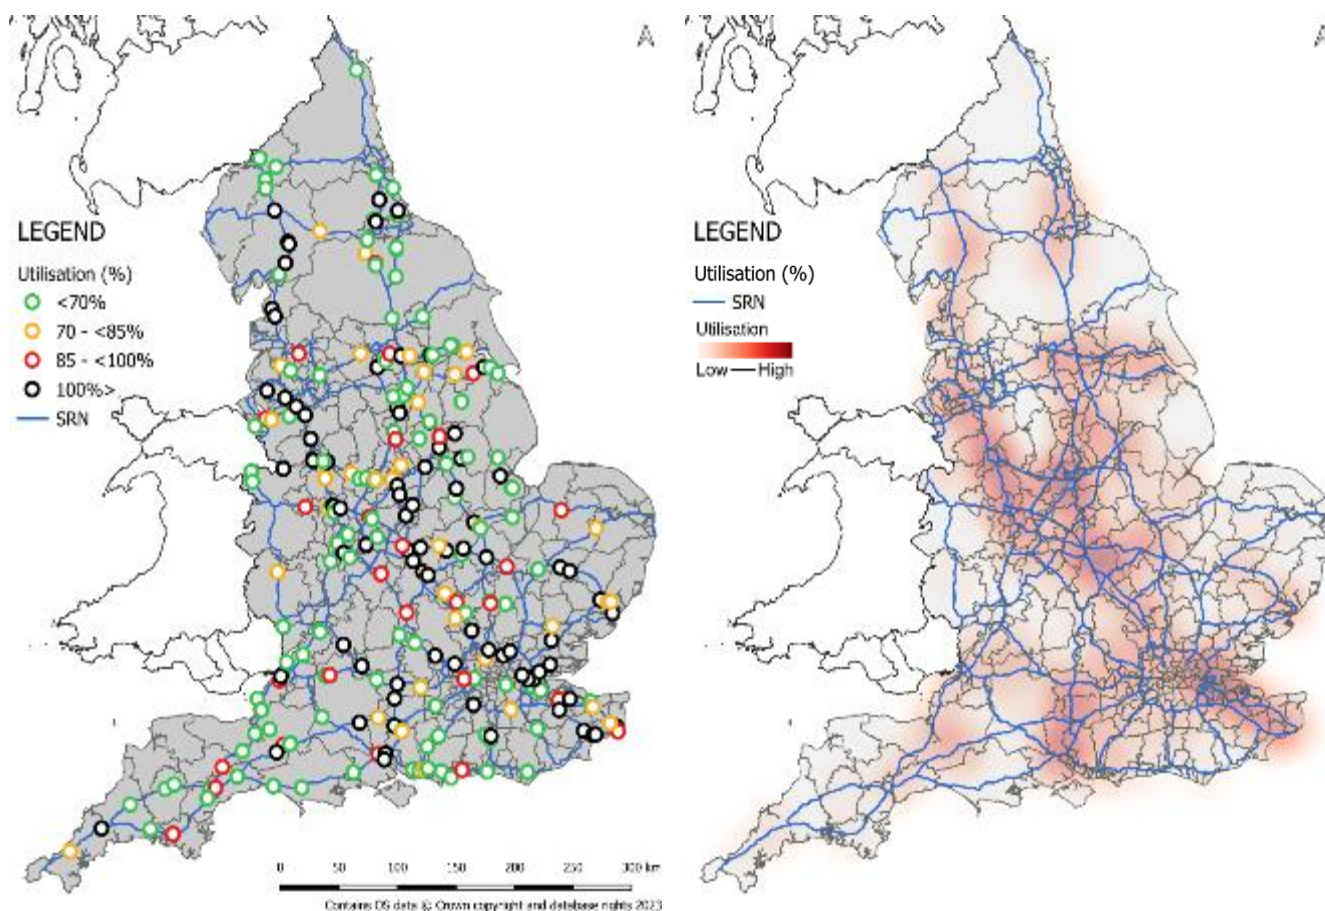 A
LEGEND
Utilisation (%)
<70%
70 - <85%
85 - <100%
100%>
SRN
0 50 100 150 200 250 300 km
Contains OS data © Crown copyright and database rights 2023
A
LEGEND
Utilisation (%)
SRN
Utilisation
Low — High